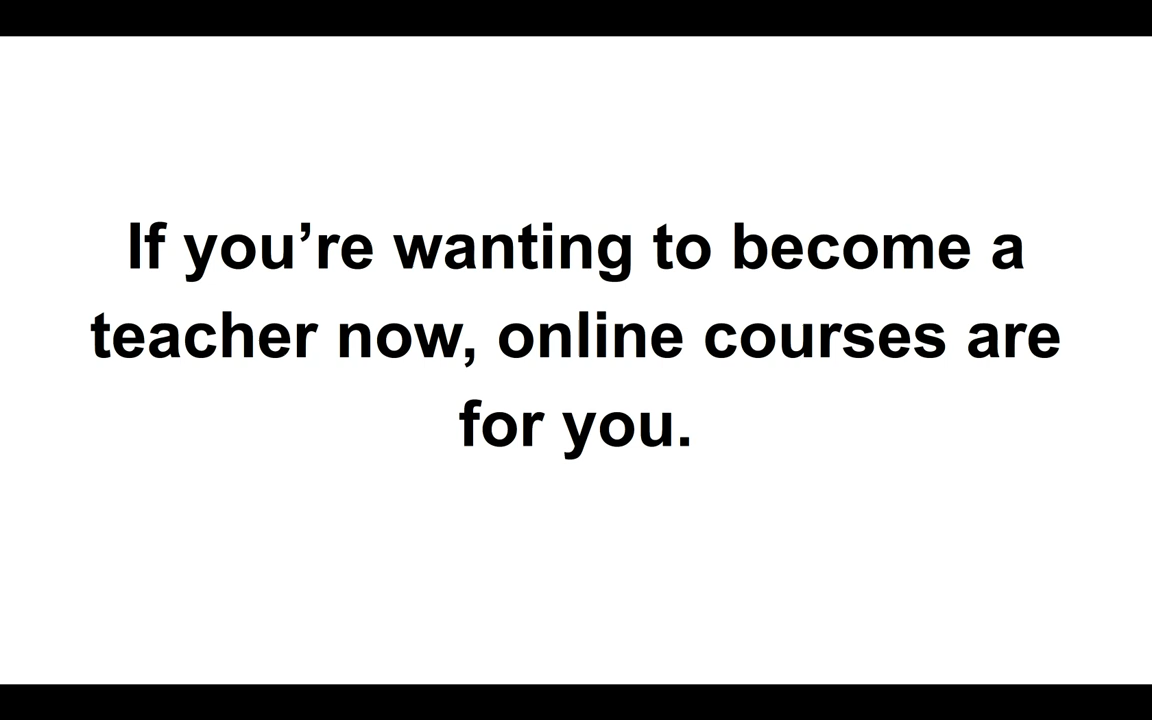 If you’re wanting to become a
teacher now, online courses are
for you.